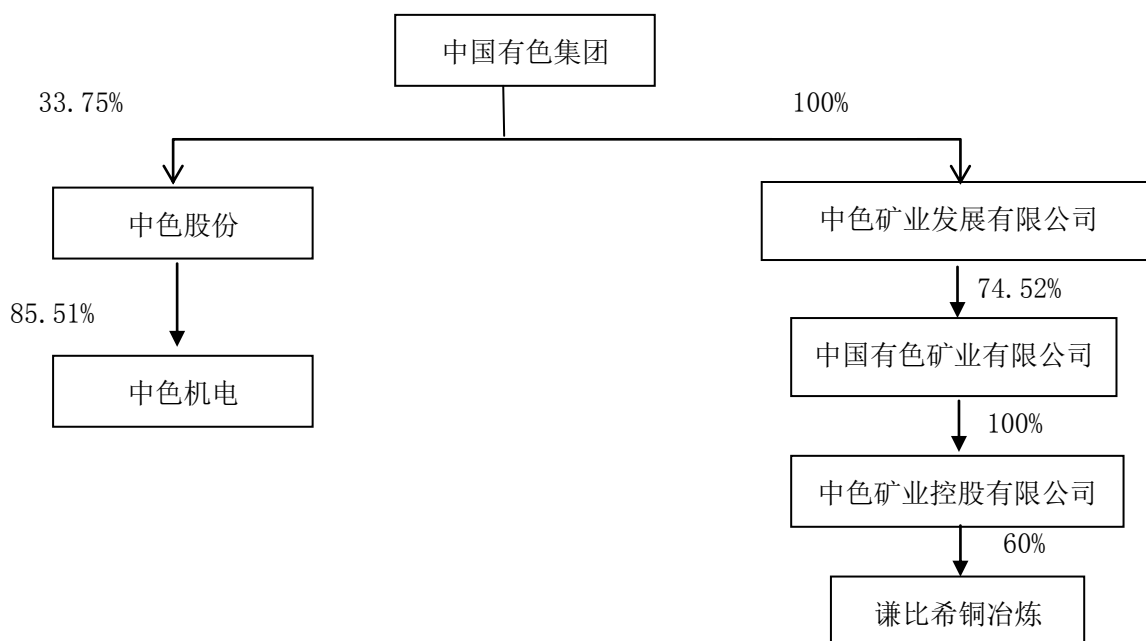 中国有色集团
33.75%
100%
中色股份
中色矿业发展有限公司
85.51%
74.52%
中色机电
中国有色矿业有限公司
100%
中色矿业控股有限公司
60%
谦比希铜冶炼